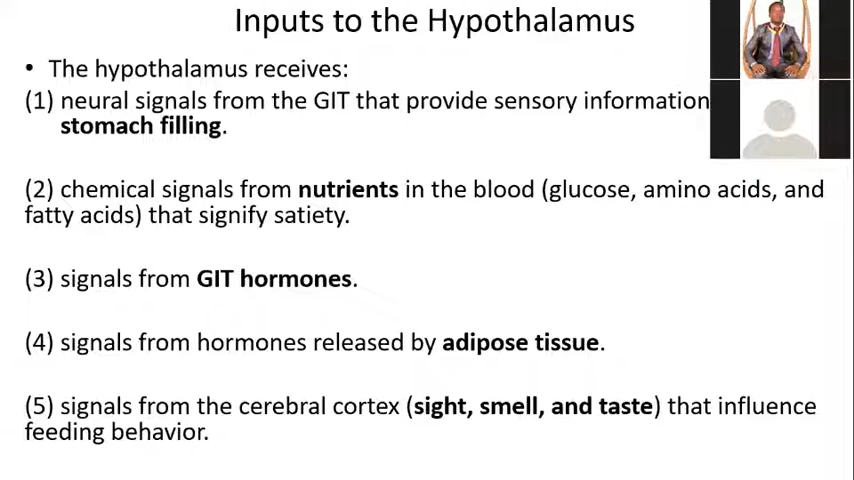 Inputs to the Hypothalamus
• The hypothalamus receives:
(1) neural signals from the GIT that provide sensory information
stomach filling.
(2) chemical signals from nutrients in the blood (glucose, amino acids, and
fatty acids) that signify satiety.
(3) signals from GIT hormones.
(4) signals from hormones released by adipose tissue.
(5) signals from the cerebral cortex (sight, smell, and taste) that influence
feeding behavior.